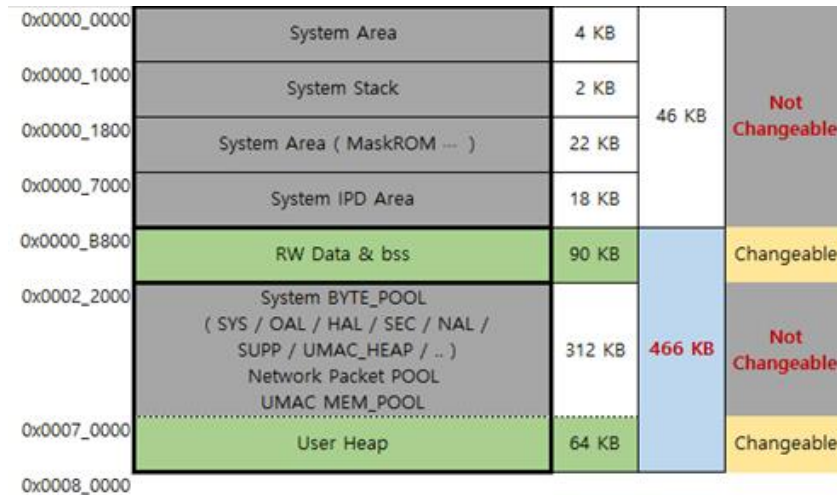 0x0000_0000
System Area
4 KB
0x0000_1000
System Stack
2 KB
46 KB
Not
Changeable
0x0000_1800
System Area ( MaskROM ··· )
22 KB
0x0000_7000
System IPD Area
18 KB
0x0000_B800
RW Data & bss
90 KB
Changeable
0x0002_2000
System BYTE_POOL
( SYS / OAL / HAL / SEC / NAL /
SUPP / UMAC_HEAP / .. )
Network Packet POOL
UMAC MEM_POOL
312 KB
466 KB
Not
Changeable
0x0007_0000
User Heap
64 KB
Changeable
0x0008_0000